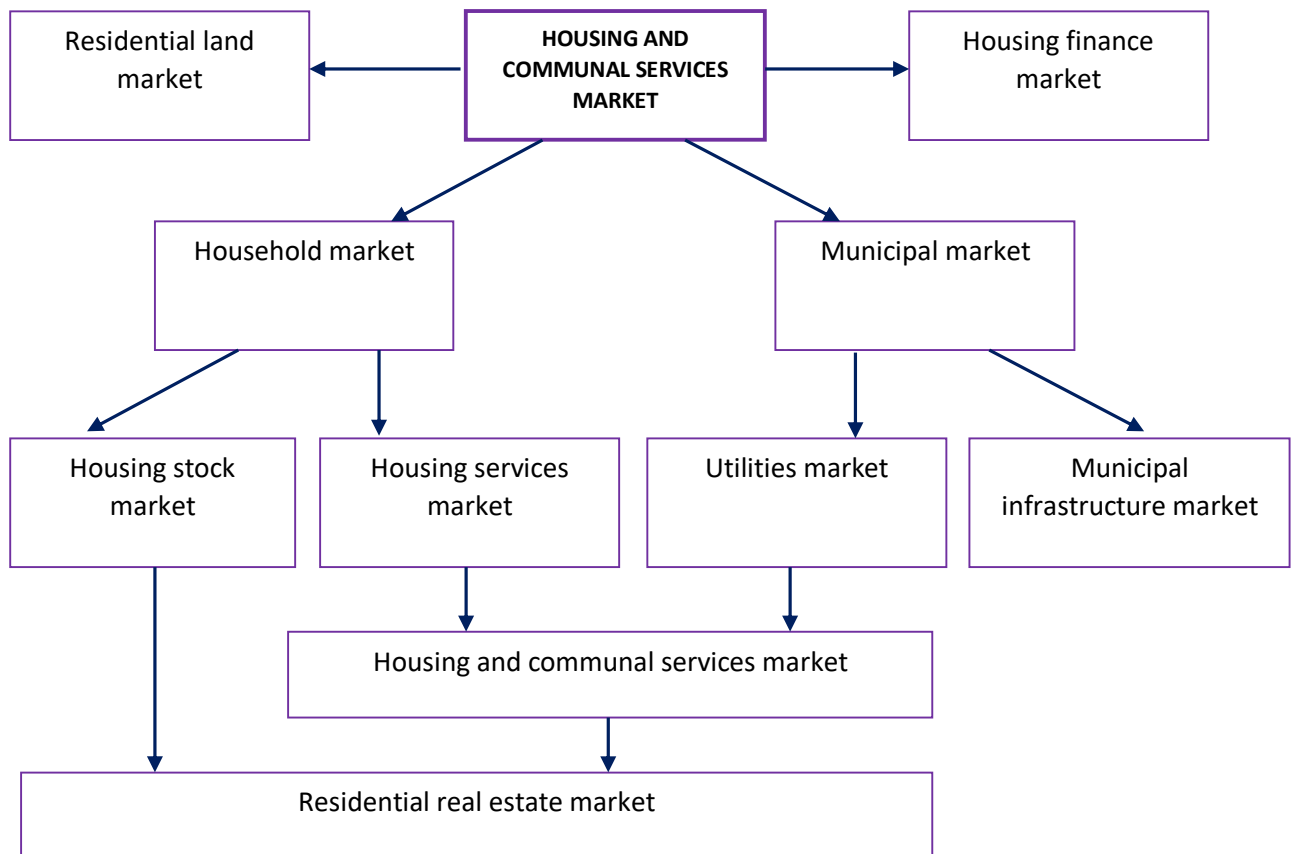 Residential land
market
HOUSING AND
COMMUNAL SERVICES
MARKET
Housing finance
market
Household market
Municipal market
Housing stock
market
Housing services
market
Utilities market
Municipal
infrastructure market
Housing and communal services market
Residential real estate market